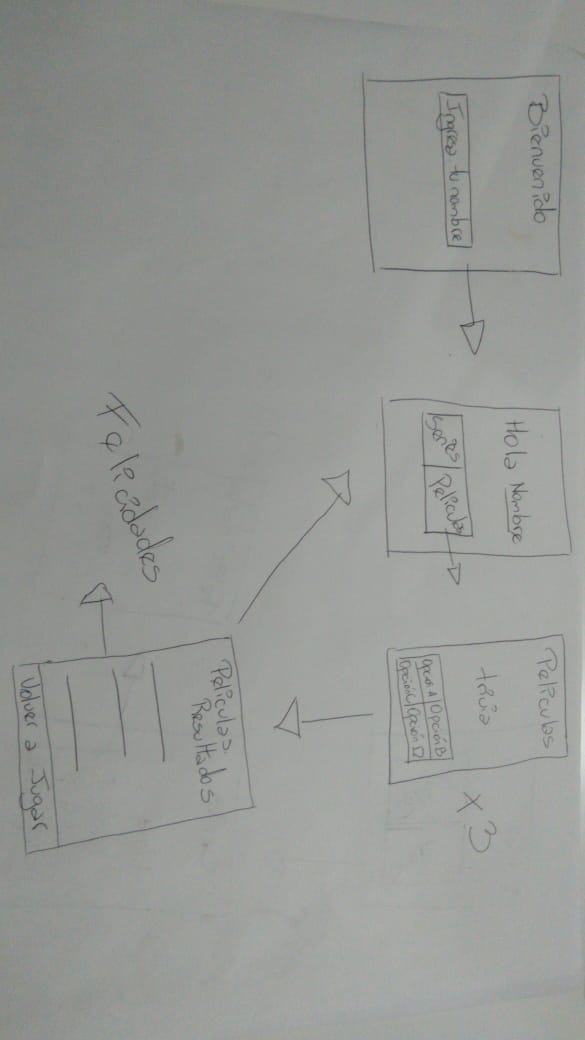 Bienvenido
Ingresa tu nombre
Hola Nombre
Series Peliculas
Peliculas
trivia
Opción A Opción B
Opción C Opción D
x3
Peliculas.
Resultados
Volver a Jugar
Felicidades